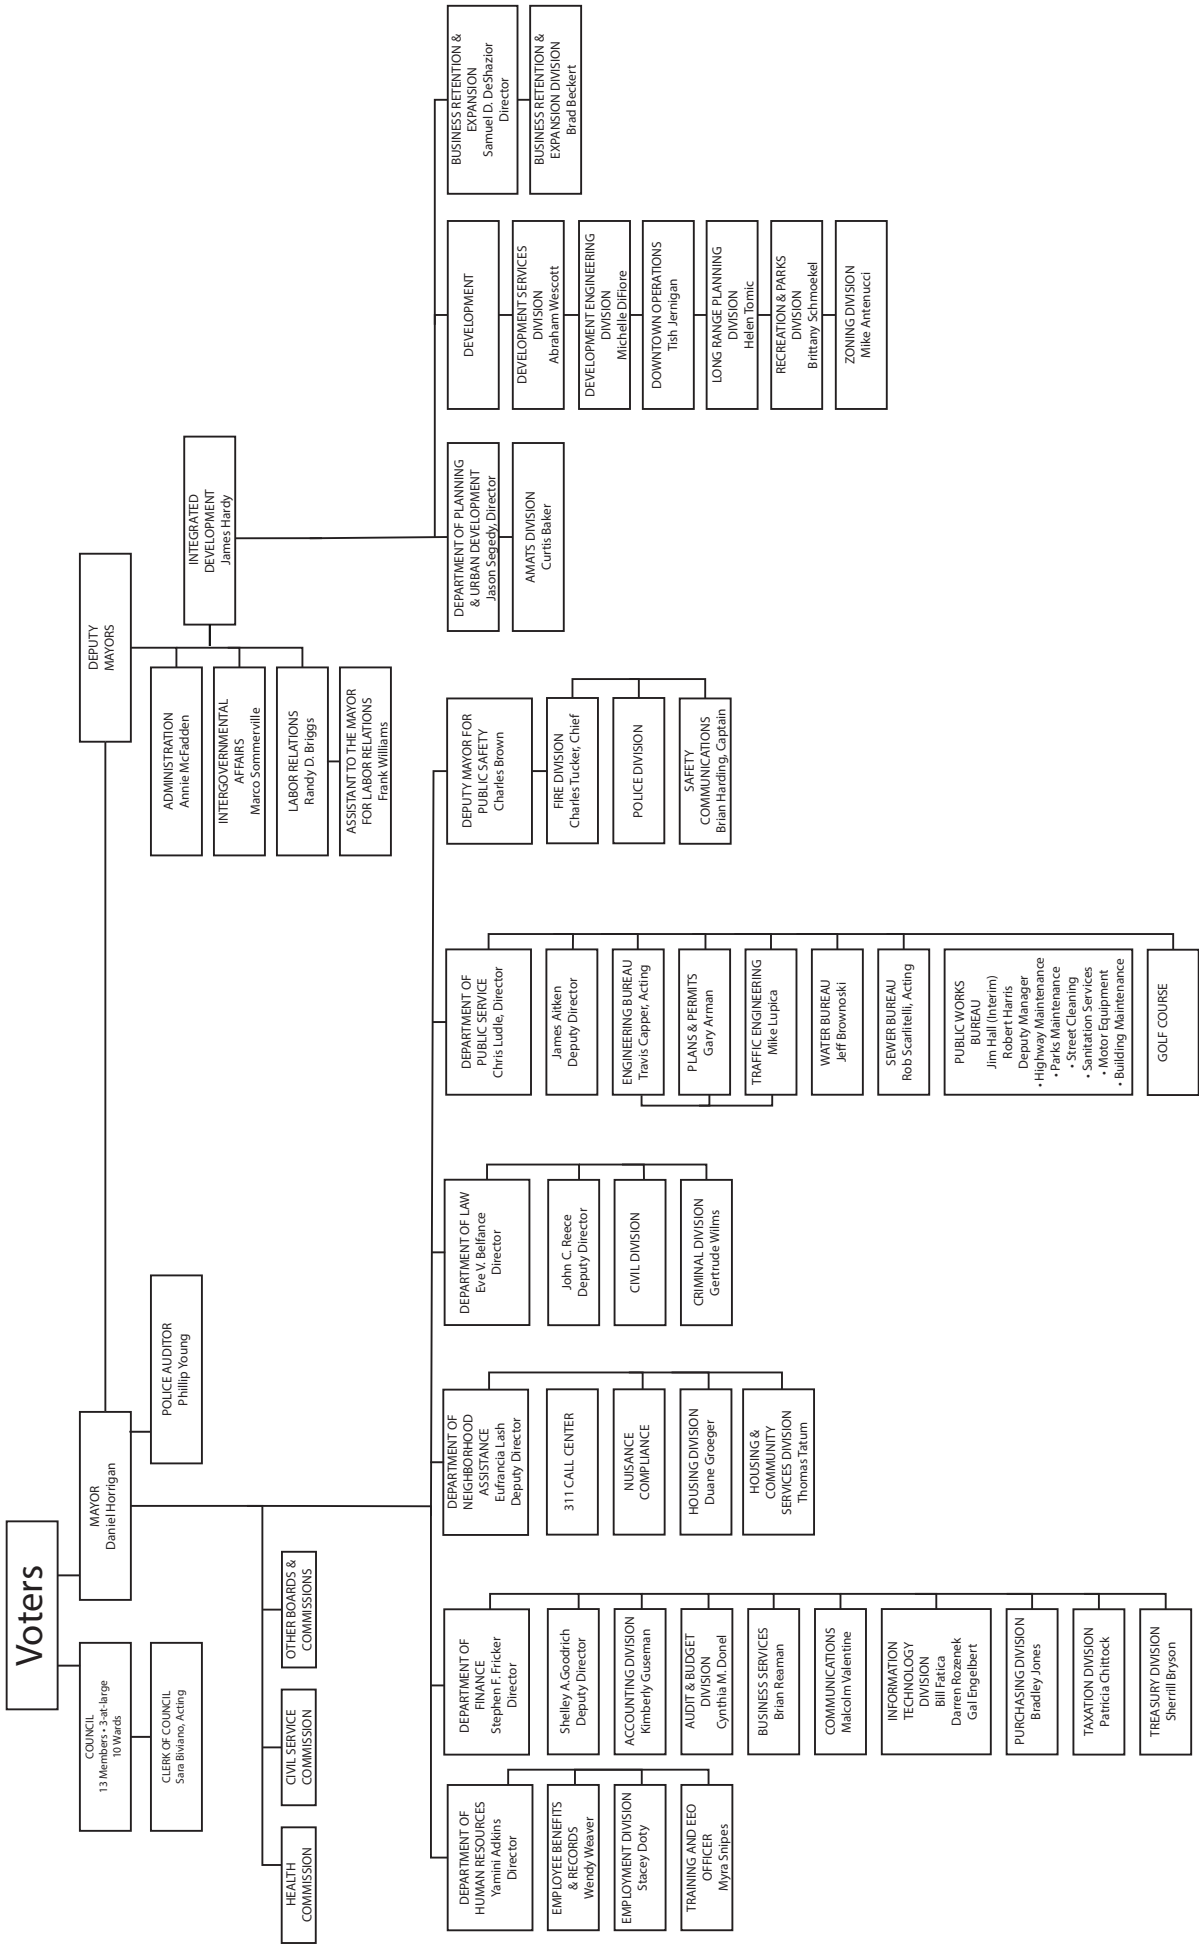 Voters
COUNCIL
13 Members • 3-at-large
10 Wards
CLERK OF COUNCIL
Sara Biviano, Acting
MAYOR
Daniel Horrigan
POLICE AUDITOR
Phillip Young
DEPUTY
MAYORS
ADMINISTRATION
Annie McFadden
INTERGOVERNMENTAL
AFFAIRS
Marco Sommerville
LABOR RELATIONS
Randy D. Briggs
ASSISTANT TO THE MAYOR
FOR LABOR RELATIONS
Frank Williams
INTEGRATED
DEVELOPMENT
James Hardy
HEALTH
COMMISSION
CIVIL SERVICE
COMMISSION
OTHER BOARDS &
COMMISSIONS
DEPARTMENT OF
HUMAN RESOURCES
Yamini Adkins
Director
EMPLOYEE BENEFITS
& RECORDS
Wendy Weaver
EMPLOYMENT DIVISION
Stacey Doty
TRAINING AND EEO
OFFICER
Myra Snipes
DEPARTMENT OF
FINANCE
Stephen F. Fricker
Director
Shelley A.Goodrich
Deputy Director
ACCOUNTING DIVISION
Kimberly Guseman
AUDIT & BUDGET
DIVISION
Cynthia M. Donel
BUSINESS SERVICES
Brian Reaman
COMMUNICATIONS
Malcolm Valentine
INFORMATION
TECHNOLOGY
DIVISION
Bill Fatica
Darren Rozenek
Gal Engelbert
PURCHASING DIVISION
Bradley Jones
TAXATION DIVISION
Patricia Chittock
TREASURY DIVISION
Sherrill Bryson
DEPARTMENT OF
NEIGHBORHOOD
ASSISTANCE
Eufrancia Lash
Deputy Director
311 CALL CENTER
NUISANCE
COMPLIANCE
HOUSING DIVISION
Duane Groeger
HOUSING &
COMMUNITY
SERVICES DIVISION
Thomas Tatum
DEPARTMENT OF LAW
Eve V. Belfance
Director
John C. Reece
Deputy Director
CIVIL DIVISION
CRIMINAL DIVISION
Gertrude Wilms
DEPARTMENT OF
PUBLIC SERVICE
Chris Ludle, Director
James Aitken
Deputy Director
ENGINEERING BUREAU
Travis Capper, Acting
PLANS & PERMITS
Gary Arman
TRAFFIC ENGINEERING
Mike Lupica
WATER BUREAU
Jeff Brownoski
SEWER BUREAU
Rob Scarlitelli, Acting
PUBLIC WORKS
BUREAU
Jim Hall (Interim)
Robert Harris
Deputy Manager
• Highway Maintenance
• Parks Maintenance
• Street Cleaning
• Sanitation Services
• Motor Equipment
• Building Maintenance
GOLF COURSE
DEPUTY MAYOR FOR
PUBLIC SAFETY
Charles Brown
FIRE DIVISION
Charles Tucker, Chief
POLICE DIVISION
SAFETY
COMMUNICATIONS
Brian Harding, Captain
DEPARTMENT OF PLANNING
& URBAN DEVELOPMENT
Jason Segedy, Director
AMATS DIVISION
Curtis Baker
DEVELOPMENT
DEVELOPMENT SERVICES
DIVISION
Abraham Wescott
DEVELOPMENT ENGINEERING
DIVISION
Michelle DiFiore
DOWNTOWN OPERATIONS
Tish Jernigan
LONG RANGE PLANNING
DIVISION
Helen Tomic
RECREATION & PARKS
DIVISION
Brittany Schmoekel
ZONING DIVISION
Mike Antenucci
BUSINESS RETENTION &
EXPANSION
Samuel D. DeShazior
Director
BUSINESS RETENTION &
EXPANSION DIVISION
Brad Beckert